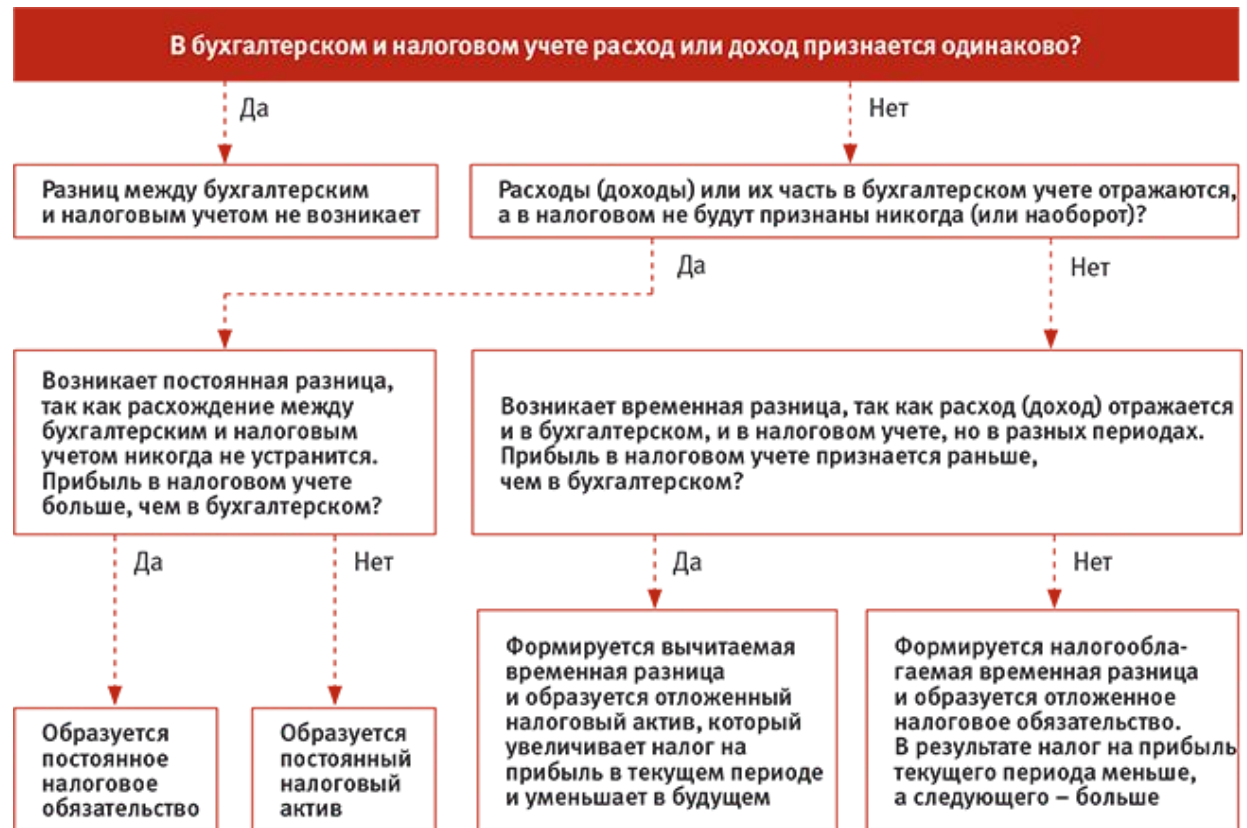 В бухгалтерском и налоговом учете расход или доход признается одинаково?
Да
Нет
Разниц между бухгалтерским
и налоговым учетом не возникает
Расходы (доходы) или их часть в бухгалтерском учете отражаются,
а в налоговом не будут признаны никогда (или наоборот)?
Да
Нет
Возникает постоянная разница,
так как расхождение между
бухгалтерским и налоговым
учетом никогда не устранится.
Прибыль в налоговом учете
больше, чем в бухгалтерском?
Возникает временная разница, так как расход (доход) отражается
и в бухгалтерском, и в налоговом учете, но в разных периодах.
Прибыль в налоговом учете признается раньше,
чем в бухгалтерском?
Да
Нет
Да
Нет
Образуется
постоянное
налоговое
обязательство
Образуется
постоянный
налоговый
актив
Формируется вычитаемая
временная разница
и образуется отложенный
налоговый актив, который
увеличивает налог на
прибыль в текущем периоде
и уменьшает в будущем
Формируется налогообла-
гаемая временная разница
и образуется отложенное
налоговое обязательство.
В результате налог на прибыль
текущего периода меньше,
а следующего – больше